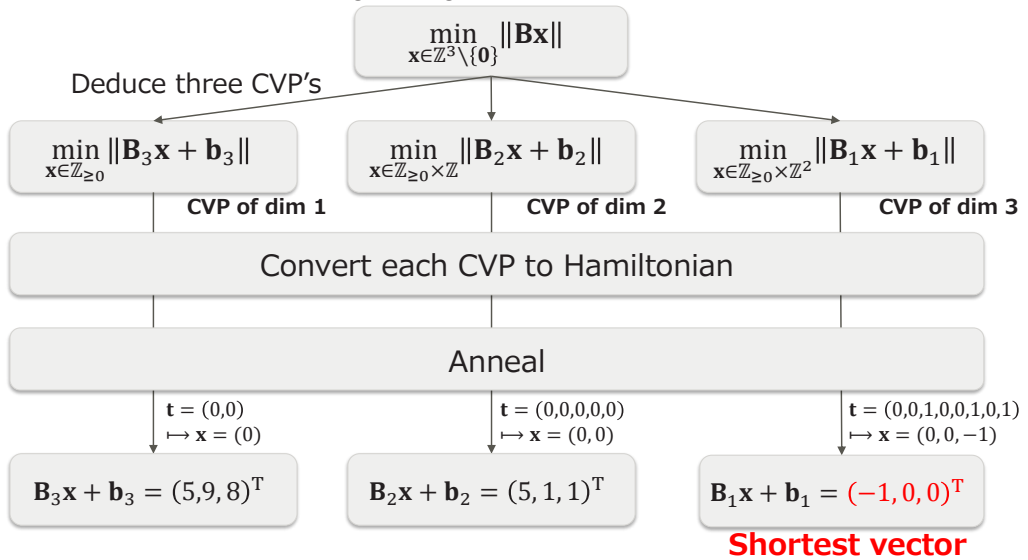 min x∈ℤ³\{𝟎} ‖𝐁𝐱‖
Deduce three CVP's
min 𝐱∈ℤ≥0 ‖𝐁₃𝐱 + 𝐛₃‖
min 𝐱∈ℤ≥0×ℤ ‖𝐁₂𝐱 + 𝐛₂‖
min 𝐱∈ℤ≥0×ℤ² ‖𝐁₁𝐱 + 𝐛₁‖
CVP of dim 1
CVP of dim 2
CVP of dim 3
Convert each CVP to Hamiltonian
Anneal
𝐭 = (0,0)
↦ 𝐱 = (0)
𝐭 = (0,0,0,0,0)
↦ 𝐱 = (0, 0)
𝐭 = (0,0,1,0,0,1,0,1)
↦ 𝐱 = (0, 0, −1)
𝐁₃𝐱 + 𝐛₃ = (5,9, 8)ᵀ
𝐁₂𝐱 + 𝐛₂ = (5, 1, 1)ᵀ
𝐁₁𝐱 + 𝐛₁ = (−1, 0, 0)ᵀ
Shortest vector